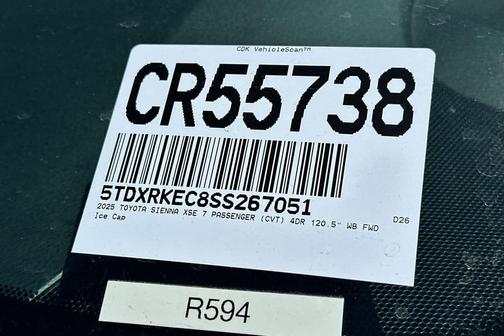 CDK VehicleScan™
CR55738
5TDXRKEC8SS267051
2025 TOYOTA SIENNA XSE 7 PASSENGER (CVT) 4DR 120.5" WB FWD D26
Ice Cap
R594